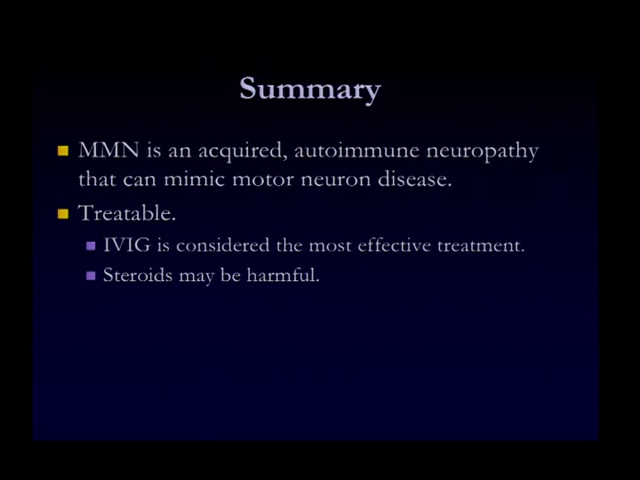 Summary
MMN is an acquired, autoimmune neuropathy
that can mimic motor neuron disease.
Treatable.
IVIG is considered the most effective treatment.
Steroids may be harmful.